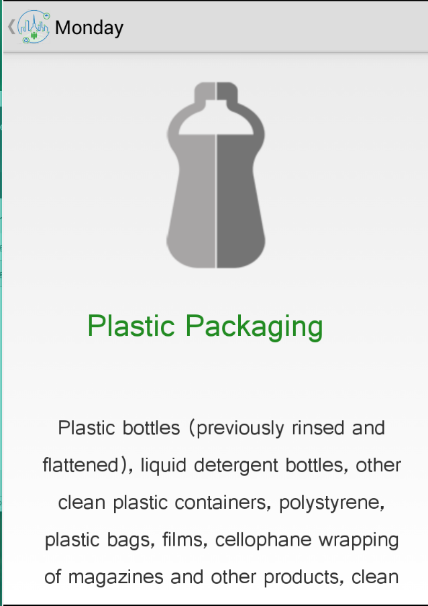 Monday
Plastic Packaging
Plastic bottles (previously rinsed and
flattened), liquid detergent bottles, other
clean plastic containers, polystyrene,
plastic bags, films, cellophane wrapping
of magazines and other products, clean